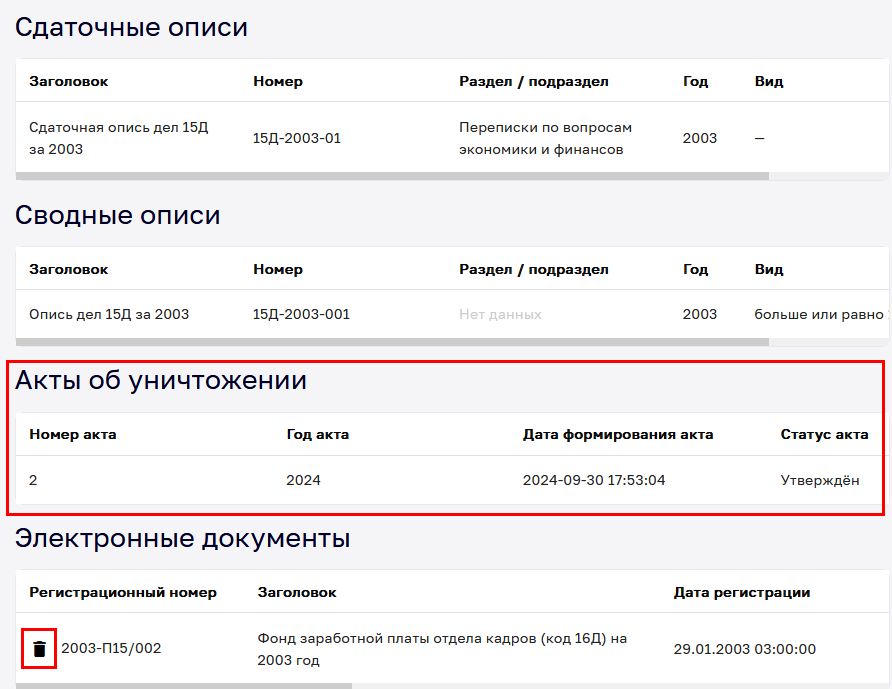 Сдаточные описи
Заголовок Номер Раздел / подраздел Год Вид
Сдаточная опись дел 15Д за 2003 15Д-2003-01 Переписки по вопросам экономики и финансов 2003 —
Сводные описи
Заголовок Номер Раздел / подраздел Год Вид
Опись дел 15Д за 2003 15Д-2003-001 Нет данных 2003 больше или равно
Акты об уничтожении
Номер акта Год акта Дата формирования акта Статус акта
2 2024 2024-09-30 17:53:04 Утверждён
Электронные документы
Регистрационный номер Заголовок Дата регистрации
2003-П15/002 Фонд заработной платы отдела кадров (код 16Д) на 2003 год 29.01.2003 03:00:00